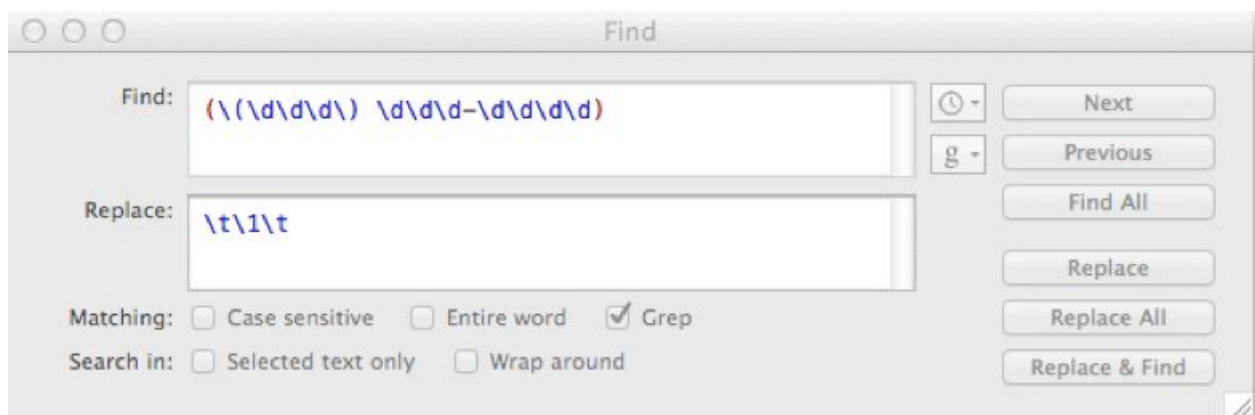 Find
Find:
(\(\d\d\d\) \d\d\d-\d\d\d\d)
Next
g
Previous
Find All
Replace:
\t\1\t
Replace
Matching: Case sensitive Entire word Grep
Replace All
Search in: Selected text only Wrap around
Replace & Find